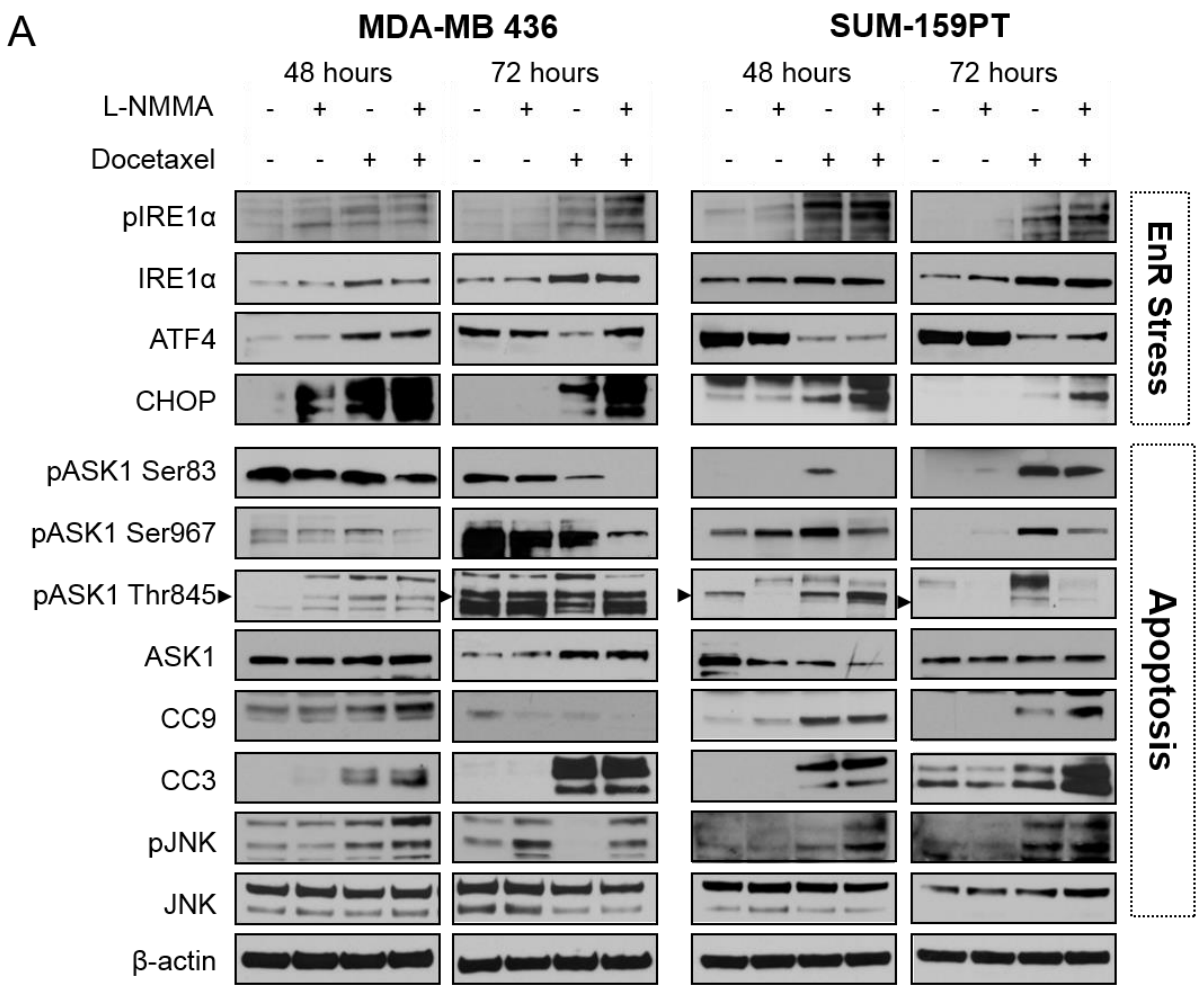 A
MDA-MB 436 SUM-159PT
48 hours 72 hours 48 hours 72 hours
L-NMMA - + - + - + - + - + - + - + - +
Docetaxel - - + + - - + + - - + + - - + +
pIRE1α
IRE1α
ATF4
CHOP
EnR Stress
pASK1 Ser83
pASK1 Ser967
pASK1 Thr845
ASK1
CC9
CC3
pJNK
JNK
Apoptosis
β-actin